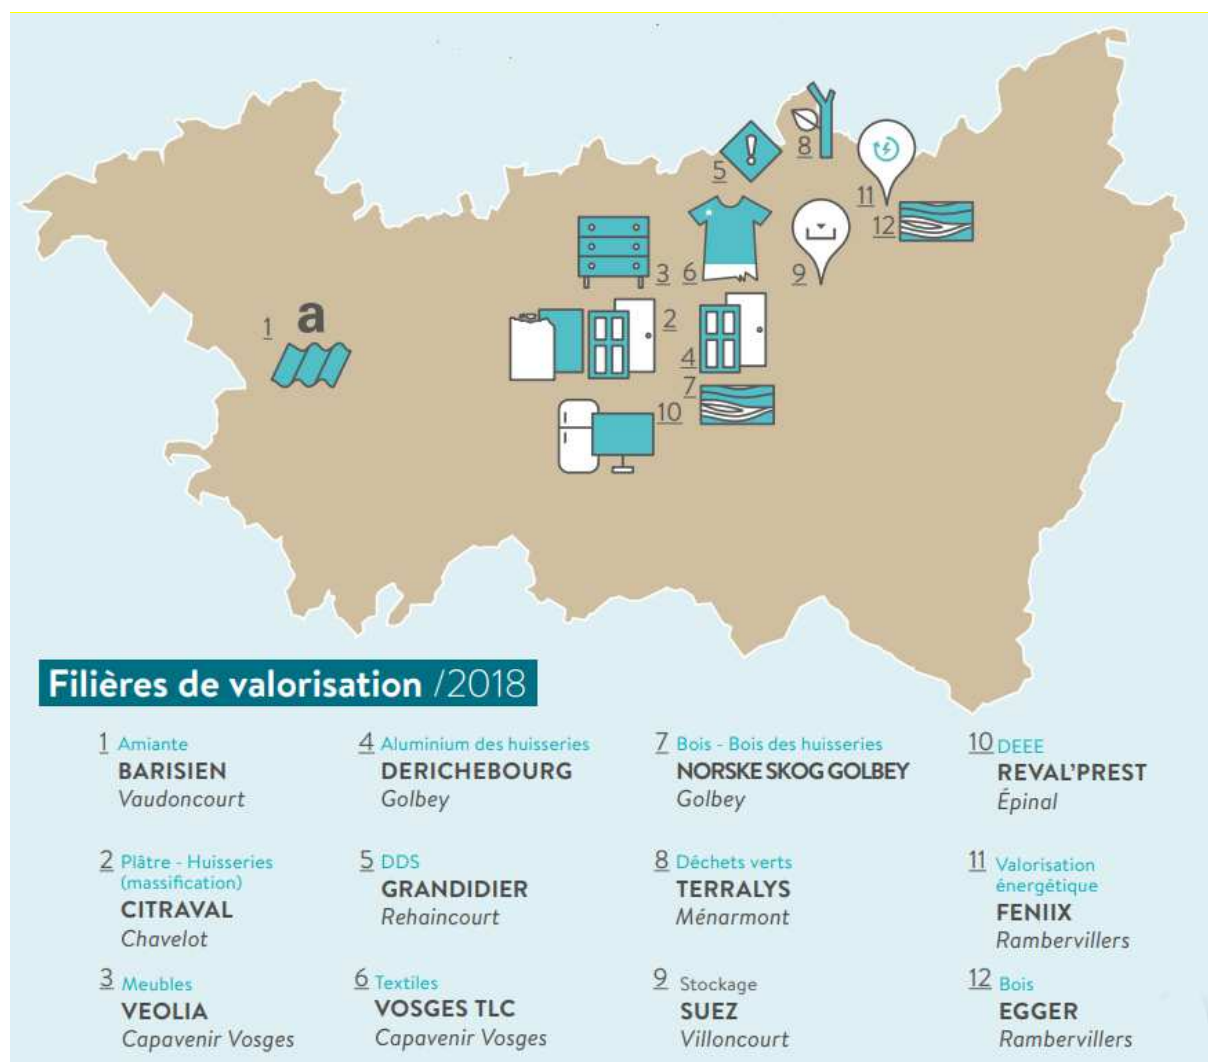 8
5
11
12
3
6
9
1
a
2
4
7
10
Filières de valorisation /2018
1 Amiante
BARISIEN
Vaudoncourt
2 Plâtre - Huisseries
(massification)
CITRAVAL
Chavelot
3 Meubles
VEOLIA
Capavenir Vosges
4 Aluminium des huisseries
DERICHEBOURG
Golbey
5 DDS
GRANDIDIER
Rehaincourt
6 Textiles
VOSGES TLC
Capavenir Vosges
7 Bois - Bois des huisseries
NORSKE SKOG GOLBEY
Golbey
8 Déchets verts
TERRALYS
Ménarmont
9 Stockage
SUEZ
Villoncourt
10 DEEE
REVAL'PREST
Épinal
11 Valorisation
énergétique
FENIIX
Rambervillers
12 Bois
EGGER
Rambervillers